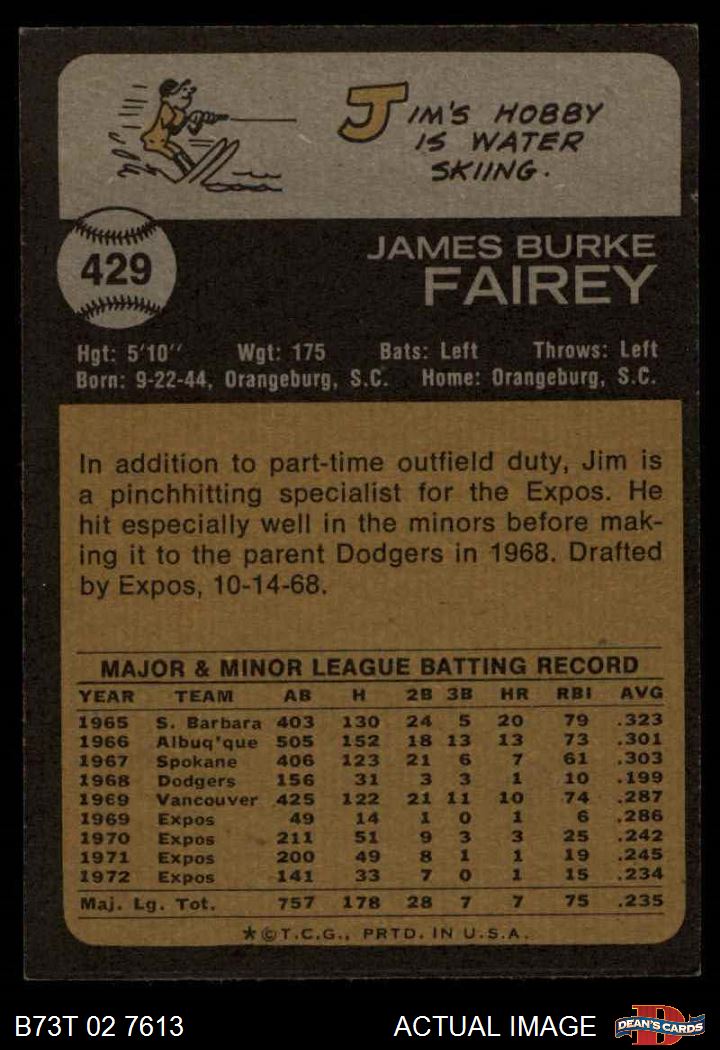 JIM'S HOBBY
IS WATER
SKIING.
429
JAMES BURKE
FAIREY
Hgt: 5'10'' Wgt: 175 Bats: Left Throws: Left
Born: 9-22-44, Orangeburg, S.C. Home: Orangeburg, S.C.
In addition to part-time outfield duty, Jim is
a pinchhitting specialist for the Expos. He
hit especially well in the minors before mak-
ing it to the parent Dodgers in 1968. Drafted
by Expos, 10-14-68.
MAJOR & MINOR LEAGUE BATTING RECORD
YEAR TEAM AB H 2B 3B HR RBI AVG
1965 S. Barbara 403 130 24 5 20 79 .323
1966 Albuq'que 505 152 18 13 13 73 .301
1967 Spokane 406 123 21 6 7 61 .303
1968 Dodgers 156 31 3 3 1 10 .199
1969 Vancouver 425 122 21 11 10 74 .287
1969 Expos 49 14 1 0 1 6 .286
1970 Expos 211 51 9 3 3 25 .242
1971 Expos 200 49 8 1 1 19 .245
1972 Expos 141 33 7 0 1 15 .234
Maj. Lg. Tot. 757 178 28 7 7 75 .235
★©T.C.G., PRTD. IN U.S.A.
B73T 02 7613 ACTUAL IMAGE D DEAN'S CARDS